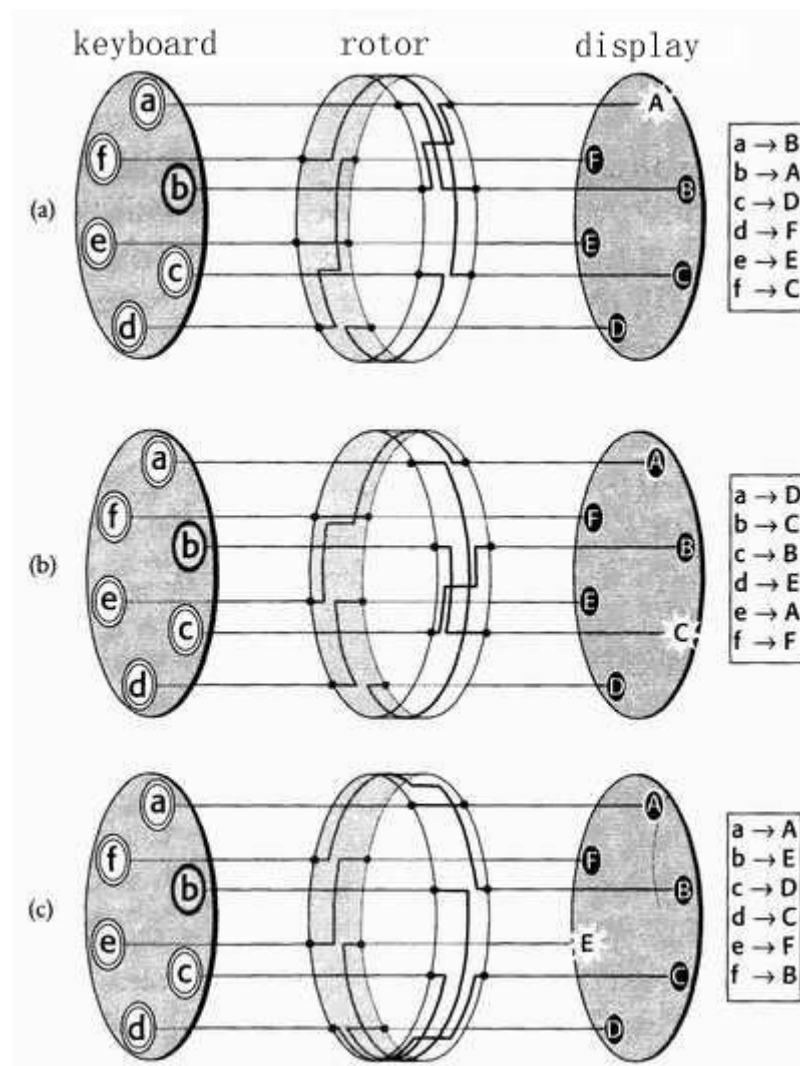 keyboard rotor display
a A
f F
b B
(a)
e E
c C
d D
a → B
b → A
c → D
d → F
e → E
f → C
a A
f F
b B
(b)
e E
c C
d D
a → D
b → C
c → B
d → E
e → A
f → F
a A
f F
b B
(c)
e E
c C
d D
a → A
b → E
c → D
d → C
e → F
f → B